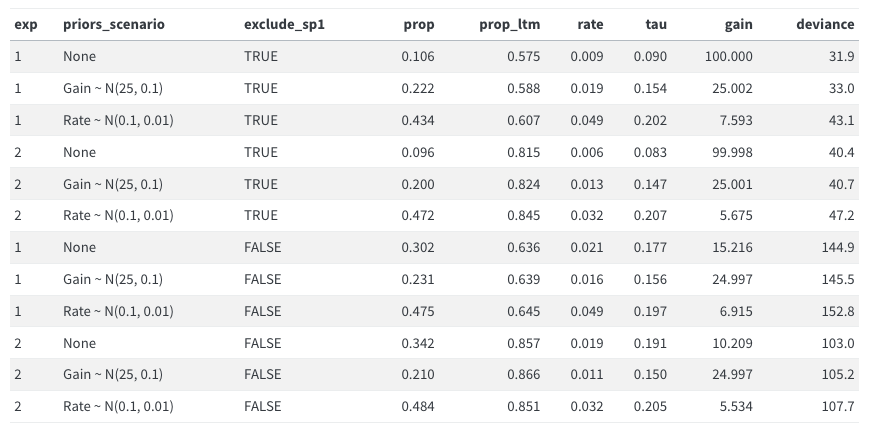 exp priors_scenario exclude_sp1 prop prop_ltm rate tau gain deviance
1 None TRUE 0.106 0.575 0.009 0.090 100.000 31.9
1 Gain ~ N(25, 0.1) TRUE 0.222 0.588 0.019 0.154 25.002 33.0
1 Rate ~ N(0.1, 0.01) TRUE 0.434 0.607 0.049 0.202 7.593 43.1
2 None TRUE 0.096 0.815 0.006 0.083 99.998 40.4
2 Gain ~ N(25, 0.1) TRUE 0.200 0.824 0.013 0.147 25.001 40.7
2 Rate ~ N(0.1, 0.01) TRUE 0.472 0.845 0.032 0.207 5.675 47.2
1 None FALSE 0.302 0.636 0.021 0.177 15.216 144.9
1 Gain ~ N(25, 0.1) FALSE 0.231 0.639 0.016 0.156 24.997 145.5
1 Rate ~ N(0.1, 0.01) FALSE 0.475 0.645 0.049 0.197 6.915 152.8
2 None FALSE 0.342 0.857 0.019 0.191 10.209 103.0
2 Gain ~ N(25, 0.1) FALSE 0.210 0.866 0.011 0.150 24.997 105.2
2 Rate ~ N(0.1, 0.01) FALSE 0.484 0.851 0.032 0.205 5.534 107.7